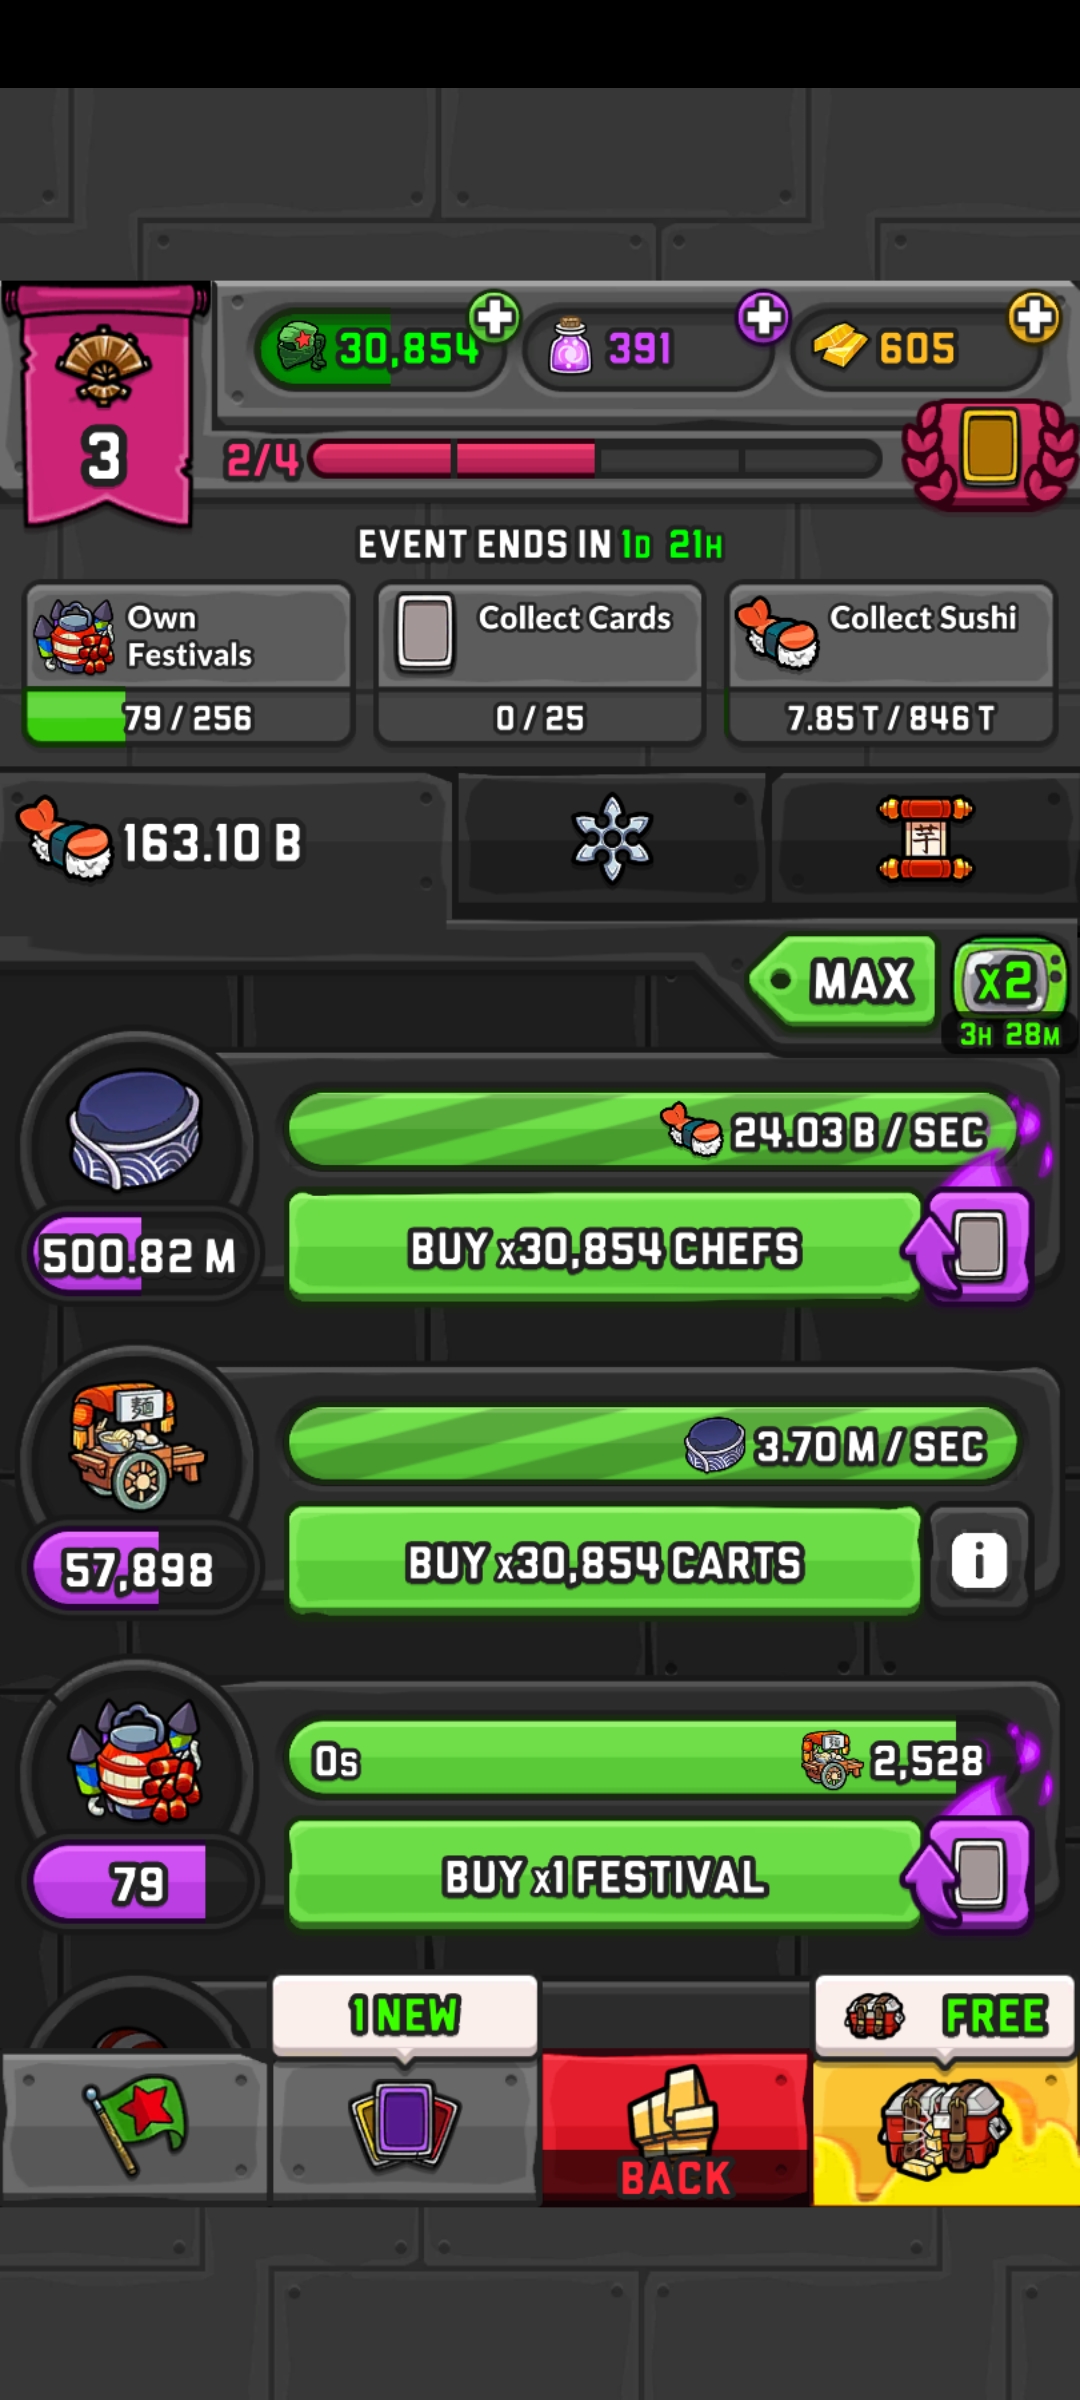 30,854
391
605
3
2/4
EVENT ENDS IN 1D 21H
Own
Festivals
79 / 256
Collect Cards
0 / 25
Collect Sushi
7.85 T / 846 T
163.10 B
芋
MAX
x2
3H 28M
24.03 B / SEC
500.82 M
BUY x30,854 CHEFS
麺
3.70 M / SEC
57,898
BUY x30,854 CARTS
i
0s
2,528
79
BUY x1 FESTIVAL
1 NEW
FREE
BACK